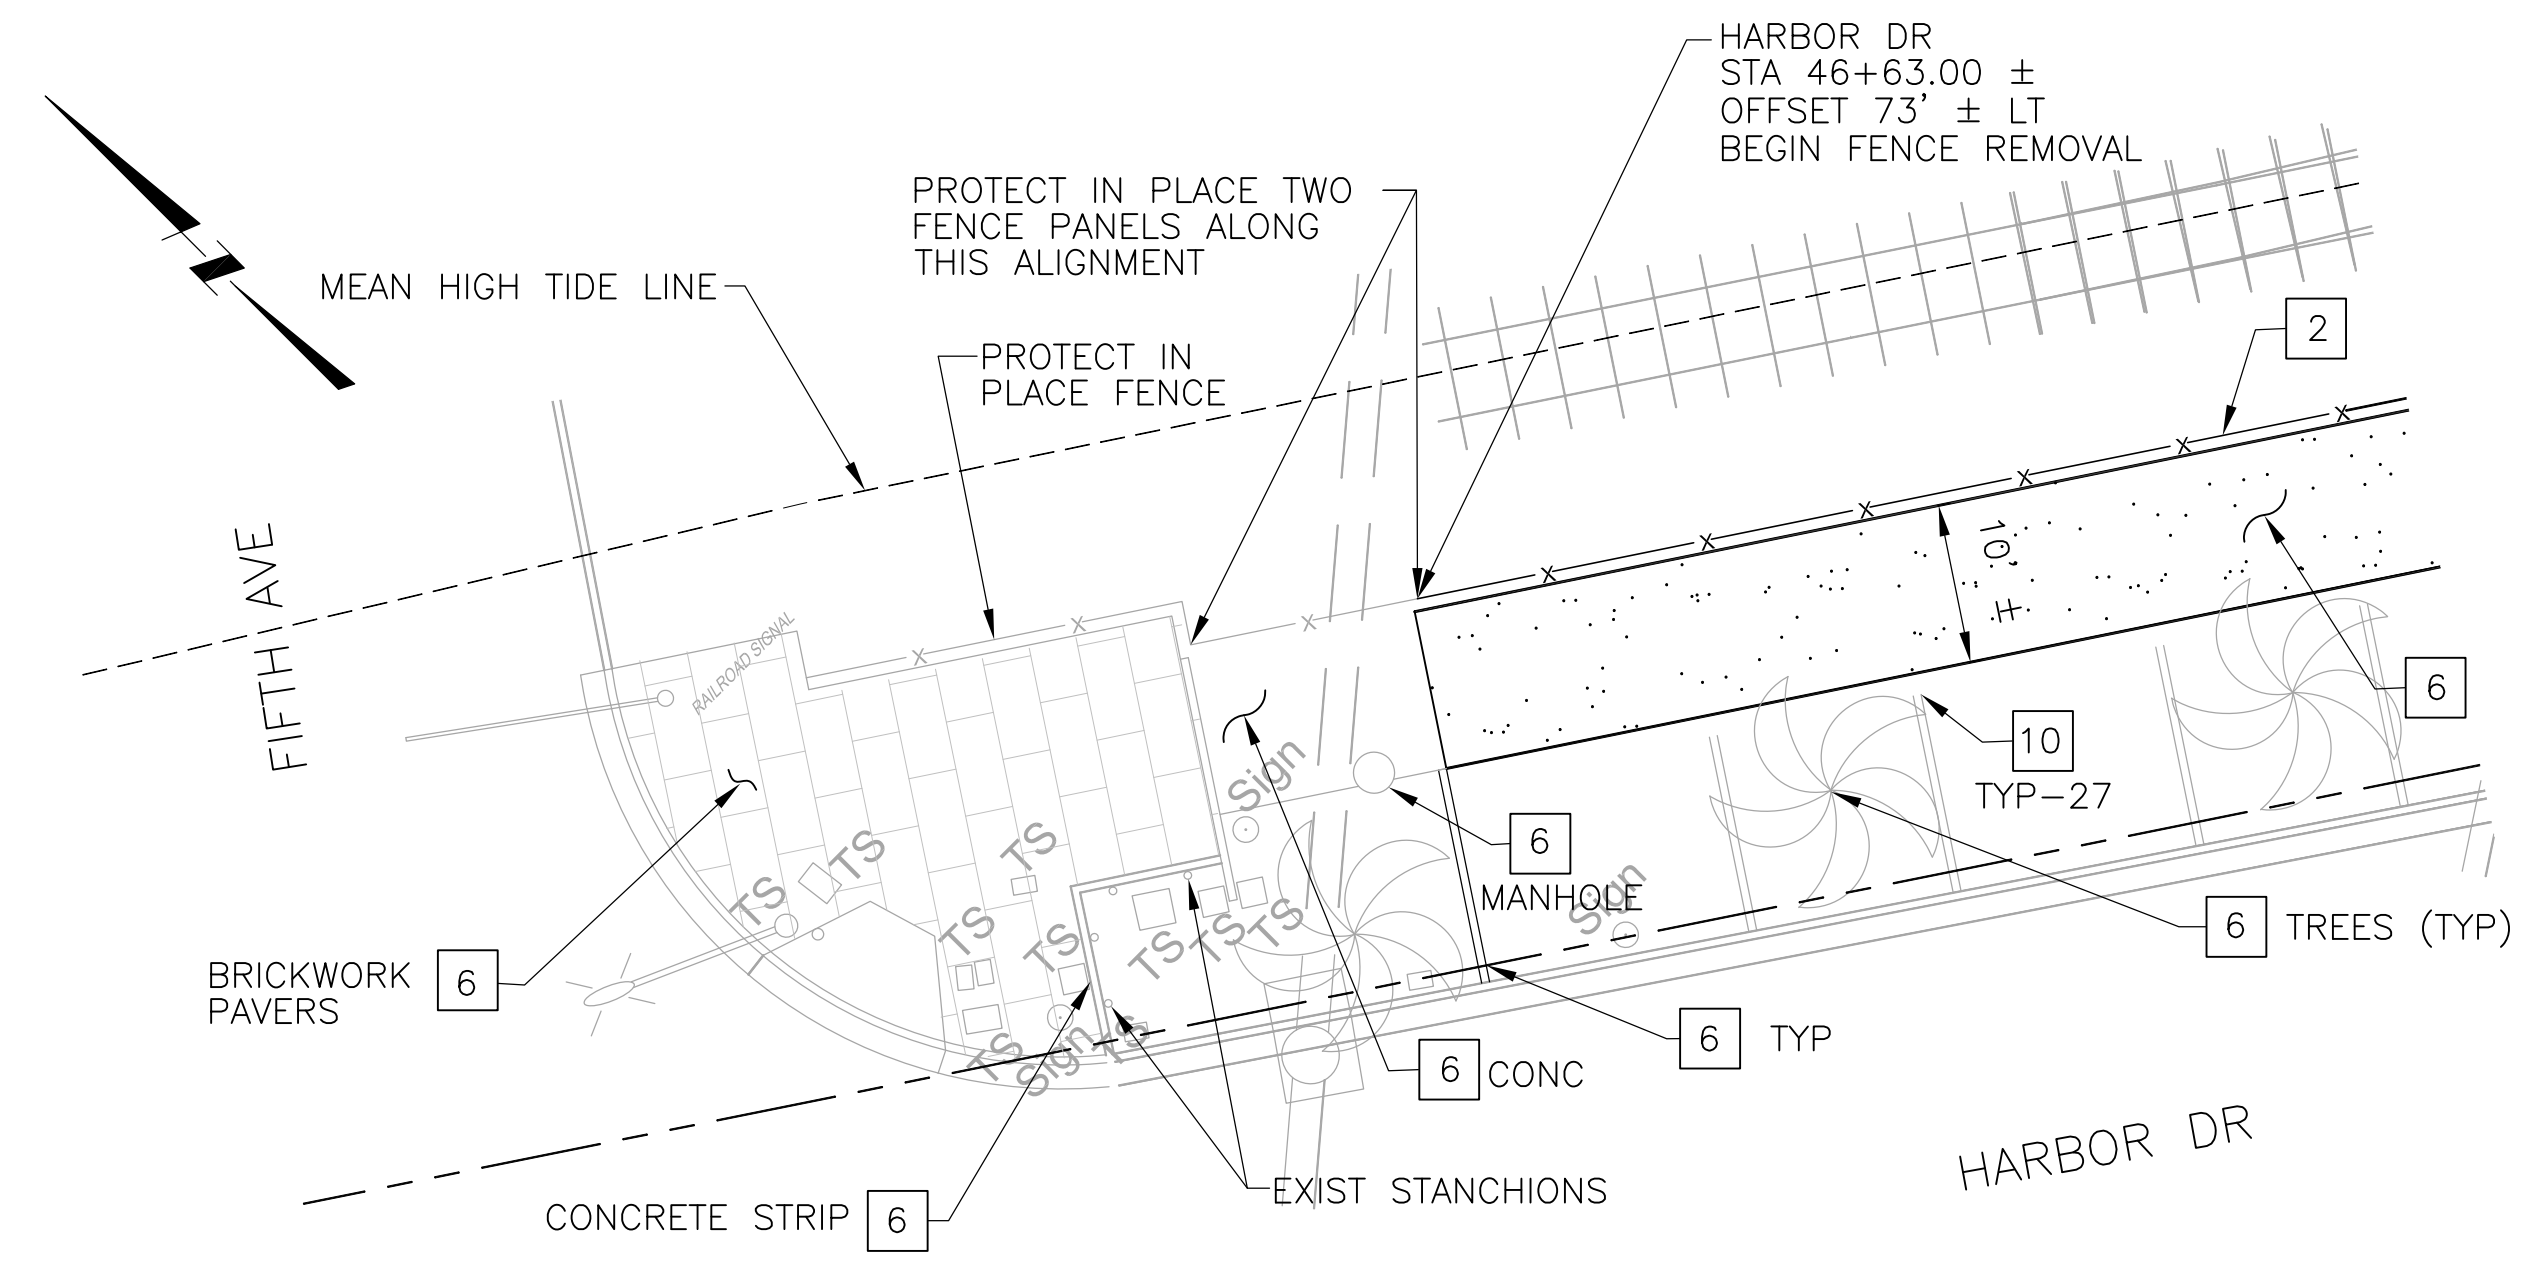 HARBOR DR
STA 46+63.00 ±
OFFSET 73' ± LT
BEGIN FENCE REMOVAL
PROTECT IN PLACE TWO
FENCE PANELS ALONG
THIS ALIGNMENT
MEAN HIGH TIDE LINE
PROTECT IN
PLACE FENCE
2
FIFTH AVE
RAILROAD SIGNAL
X
X
X
X
X
X
X
X
X
10' ±
6
10
TYP-27
Sign
6
MANHOLE
TS
TS
TS
TS
TS
TS
TS
TS
TS
TS
Sign
Sign
6 TREES (TYP)
BRICKWORK
PAVERS
6
6 TYP
6 CONC
HARBOR DR
EXIST STANCHIONS
CONCRETE STRIP 6